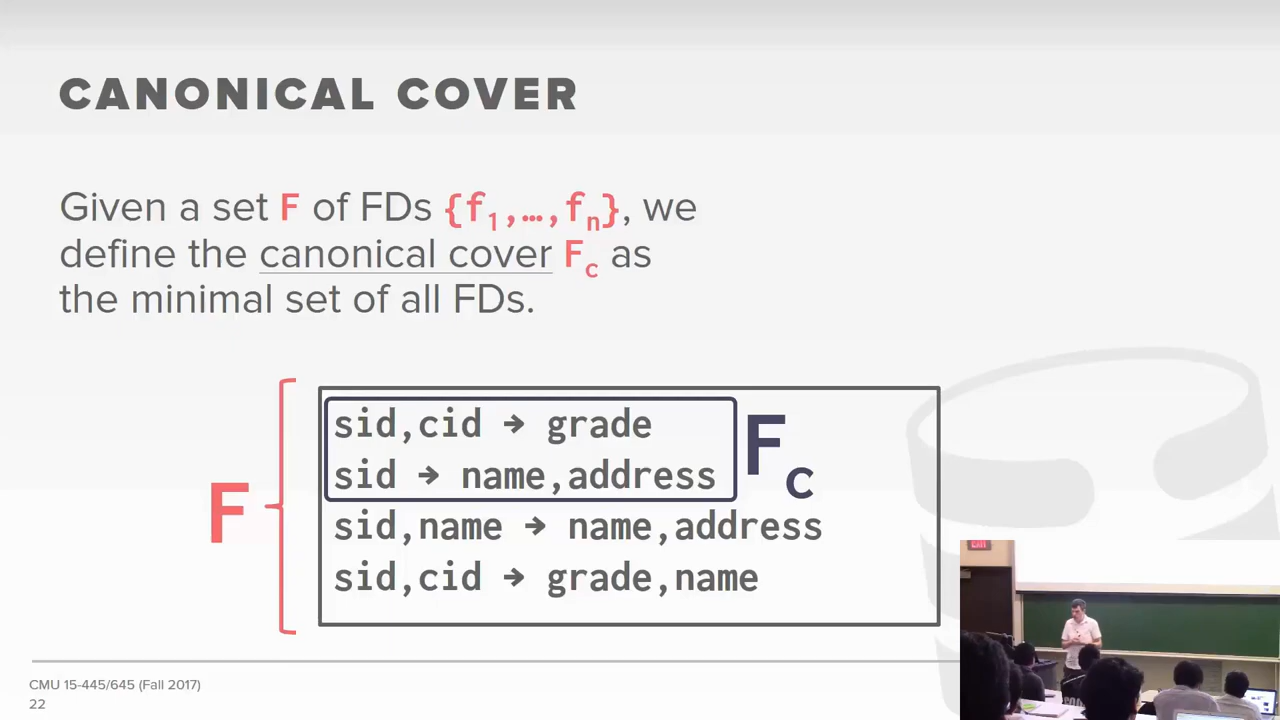 CANONICAL COVER
Given a set F of FDs {f1,…,fn}, we
define the canonical cover Fc as
the minimal set of all FDs.
F
sid,cid → grade
sid → name,address
Fc
sid,name → name,address
sid,cid → grade,name
CMU 15-445/645 (Fall 2017)
22
EXIT